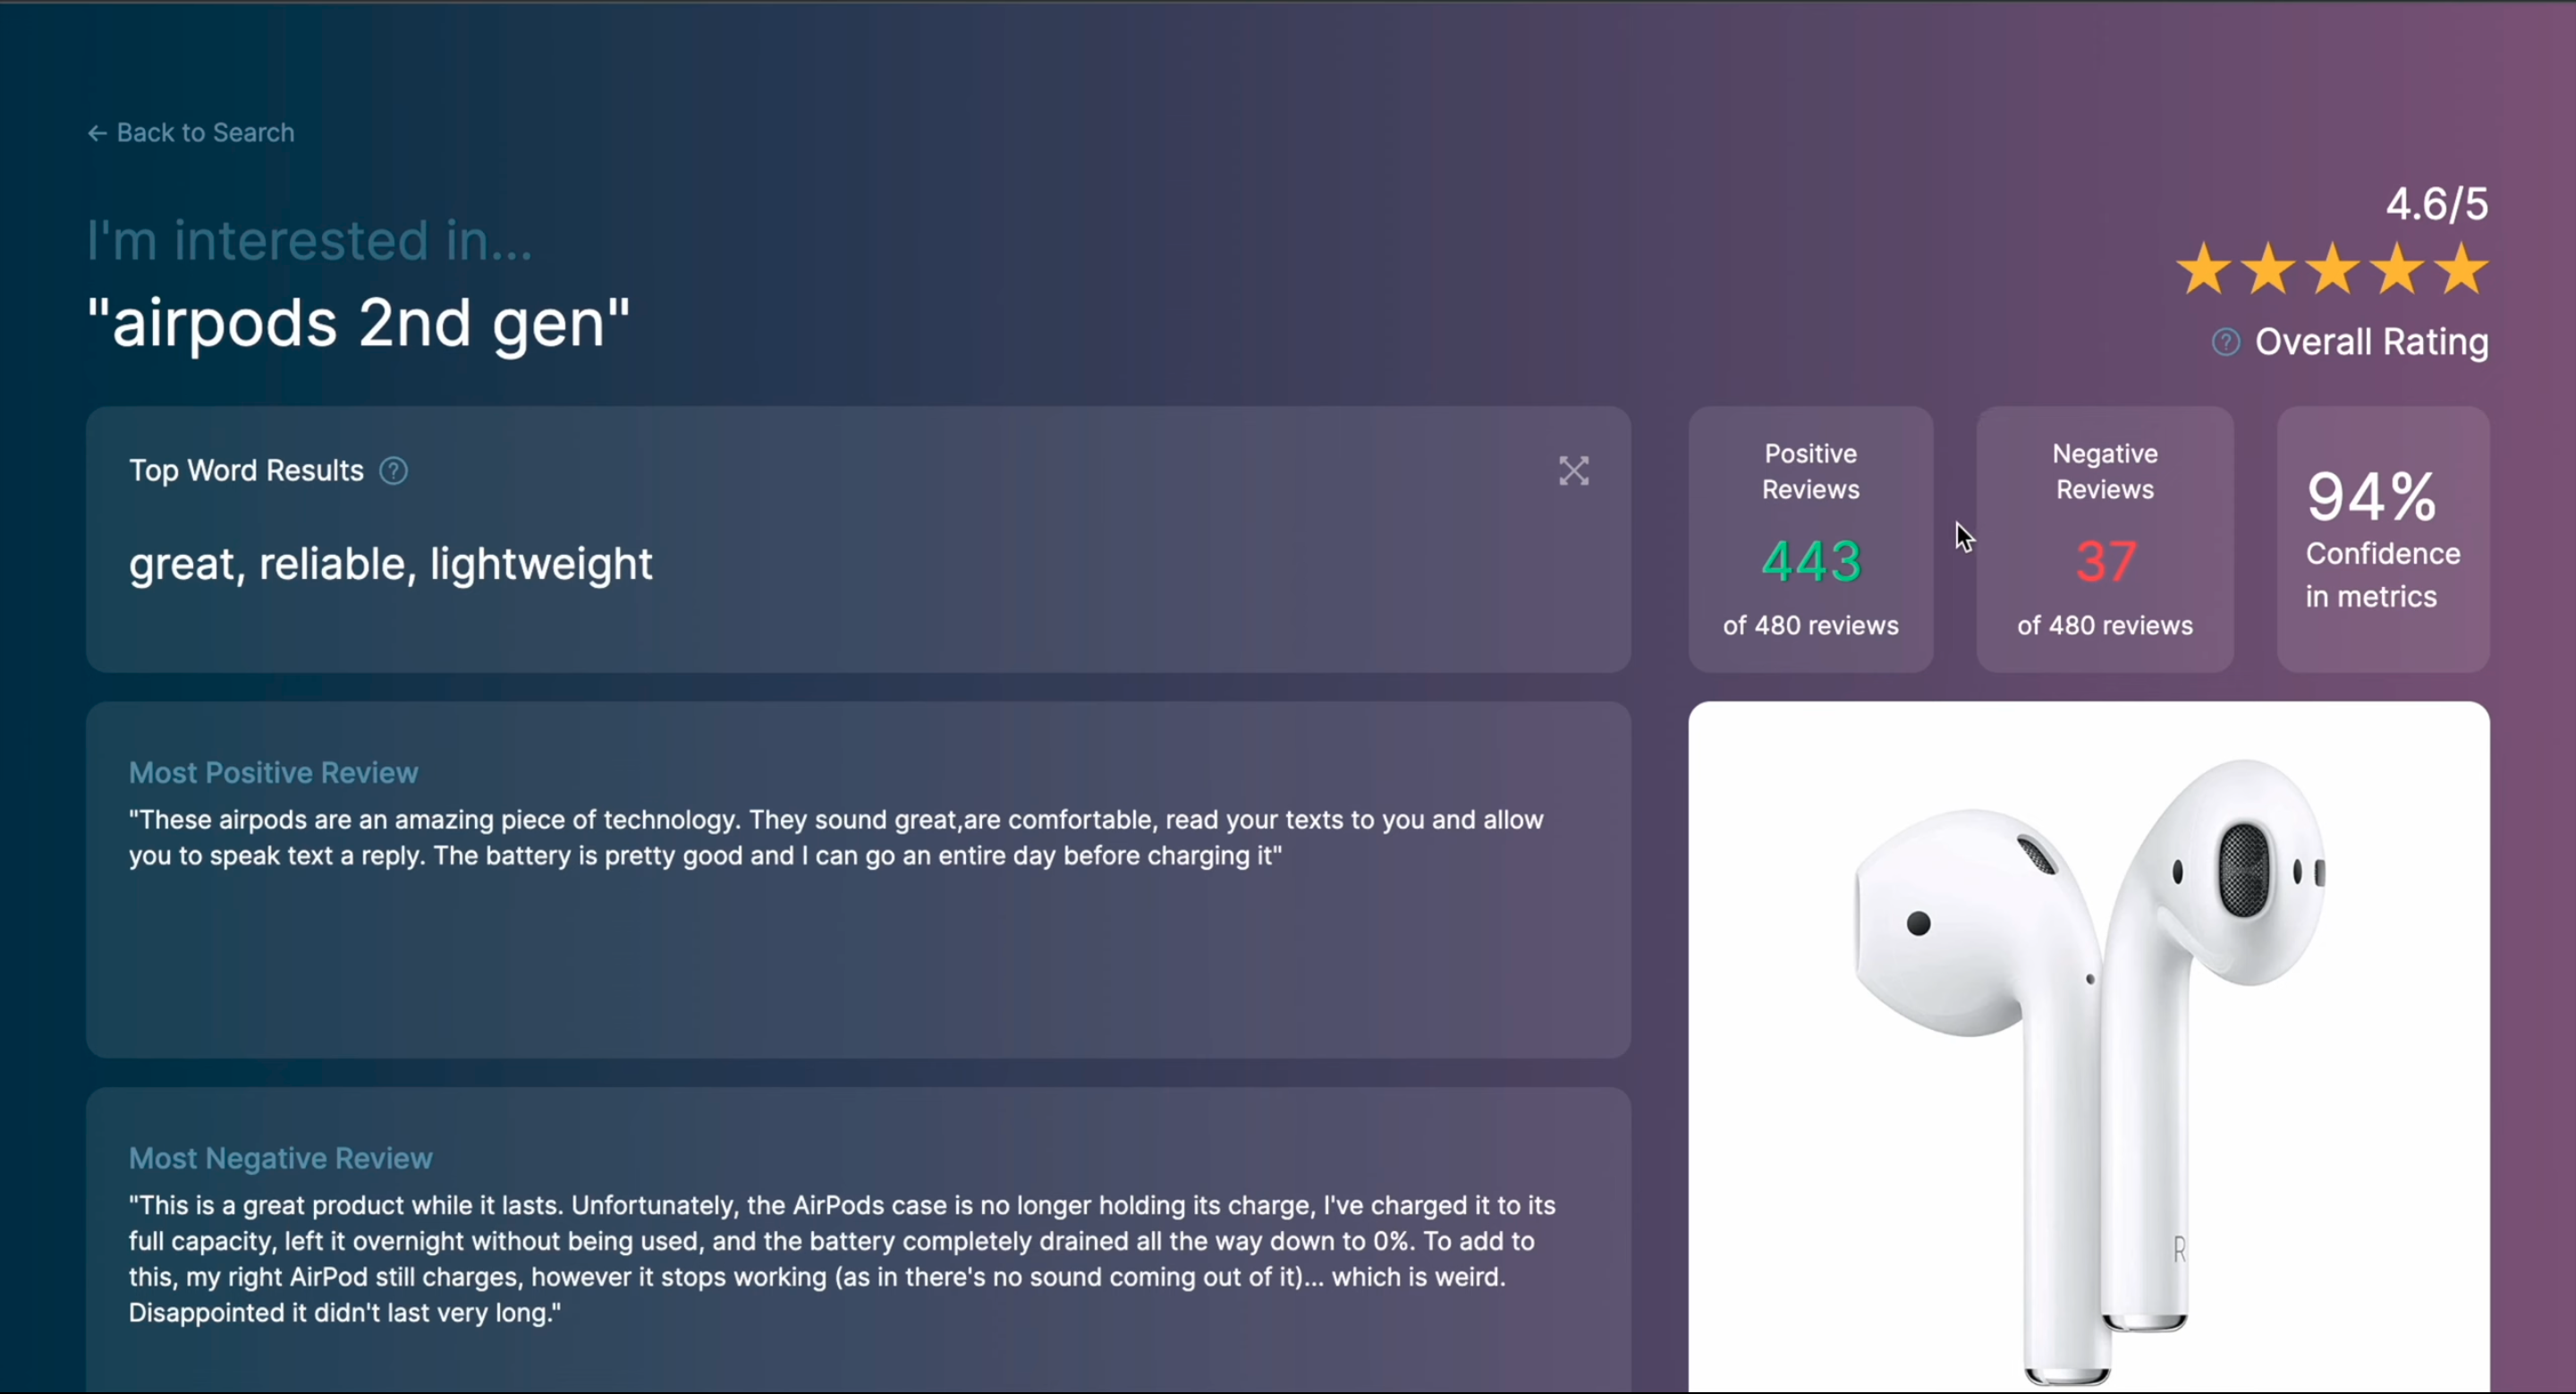 ← Back to Search
I'm interested in...
"airpods 2nd gen"
4.6/5
? Overall Rating
Top Word Results ?
great, reliable, lightweight
Positive
Reviews
443
of 480 reviews
Negative
Reviews
37
of 480 reviews
94%
Confidence
in metrics
Most Positive Review
"These airpods are an amazing piece of technology. They sound great,are comfortable, read your texts to you and allow
you to speak text a reply. The battery is pretty good and I can go an entire day before charging it"
Most Negative Review
"This is a great product while it lasts. Unfortunately, the AirPods case is no longer holding its charge, I've charged it to its
full capacity, left it overnight without being used, and the battery completely drained all the way down to 0%. To add to
this, my right AirPod still charges, however it stops working (as in there's no sound coming out of it)... which is weird.
Disappointed it didn't last very long."
R